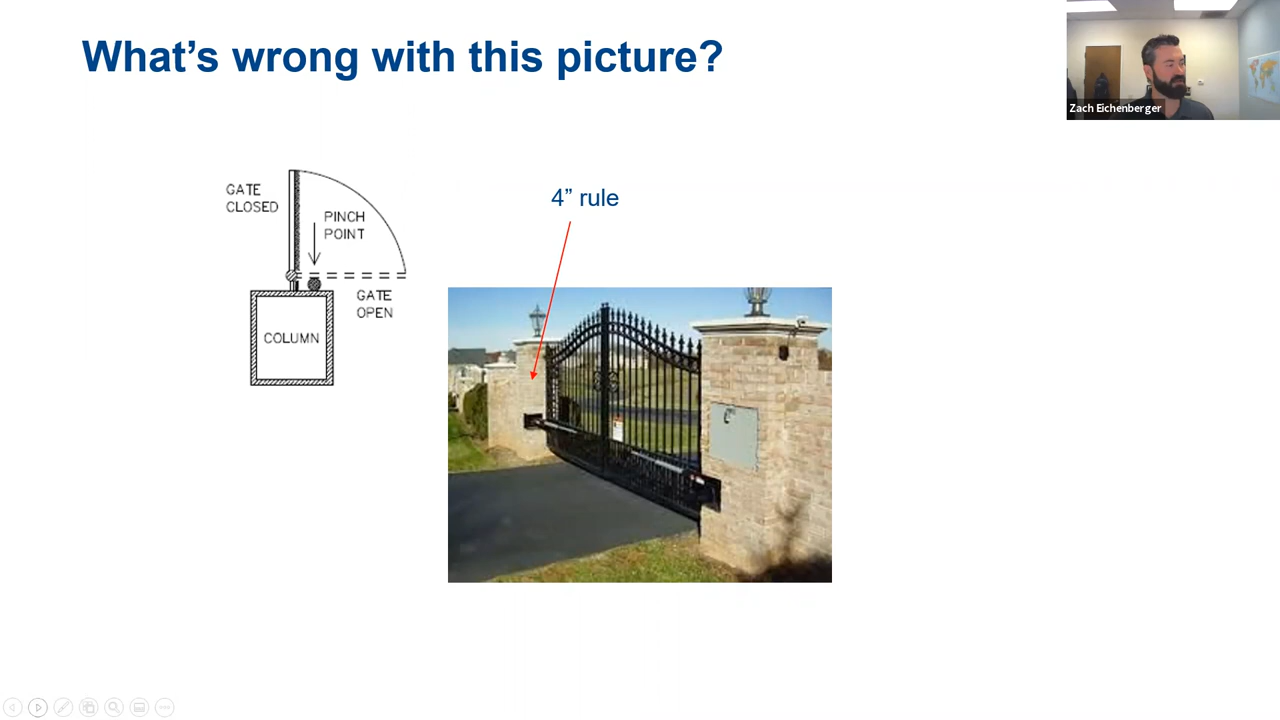 What’s wrong with this picture?
Zach Eichenberger
GATE
CLOSED
PINCH
POINT
4” rule
GATE
OPEN
COLUMN